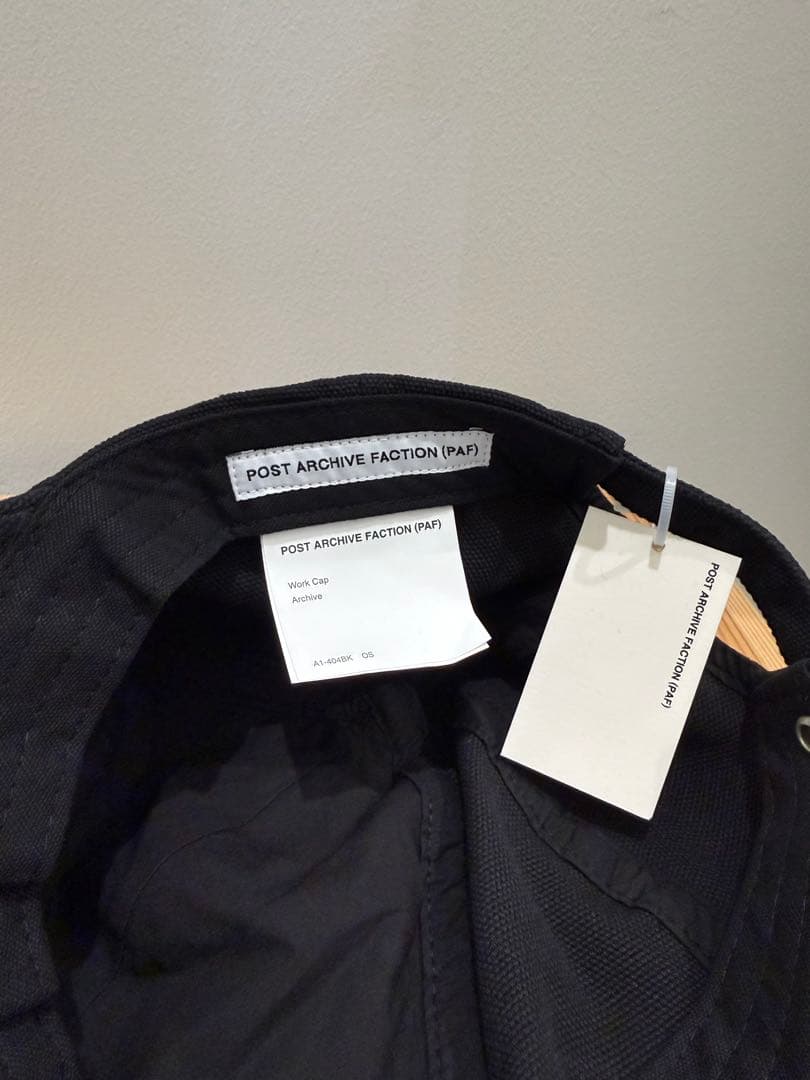 POST ARCHIVE FACTION (PAF)
POST ARCHIVE FACTION (PAF)
Work Cap
Archive
A1-404BK OS
POST ARCHIVE FACTION (PAF)